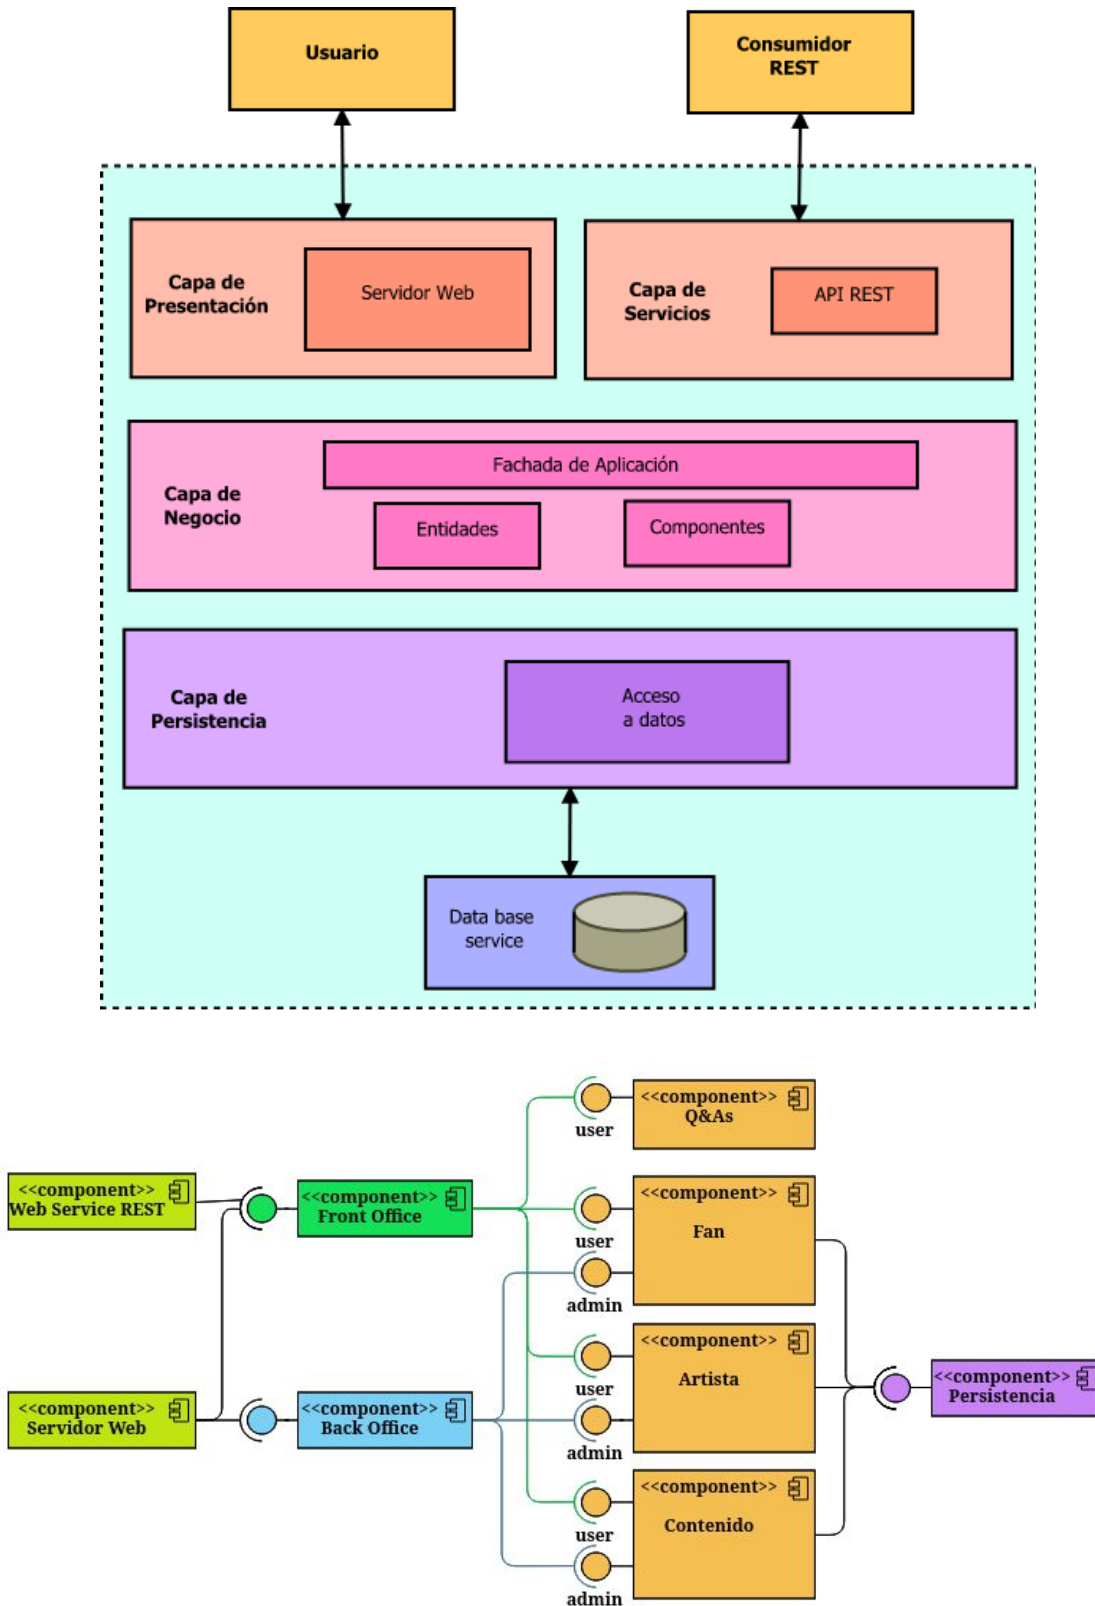 Usuario
Consumidor
REST
Capa de
Presentación
Servidor Web
Capa de
Servicios
API REST
Capa de
Negocio
Fachada de Aplicación
Entidades
Componentes
Capa de
Persistencia
Acceso
a datos
Data base
service
<<component>>
Q&As
user
<<component>>
Web Service REST
<<component>>
Front Office
<<component>>
Fan
user
admin
<<component>>
Artista
user
admin
<<component>>
Servidor Web
<<component>>
Back Office
<<component>>
Persistencia
<<component>>
Contenido
user
admin